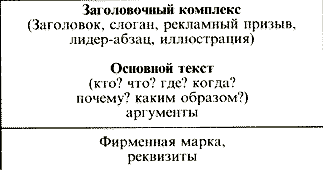 Заголовочный комплекс
(Заголовок, слоган, рекламный призыв,
лидер-абзац, иллюстрация)
Основной текст
(кто? что? где? когда?
почему? каким образом?)
аргументы
Фирменная марка,
реквизиты